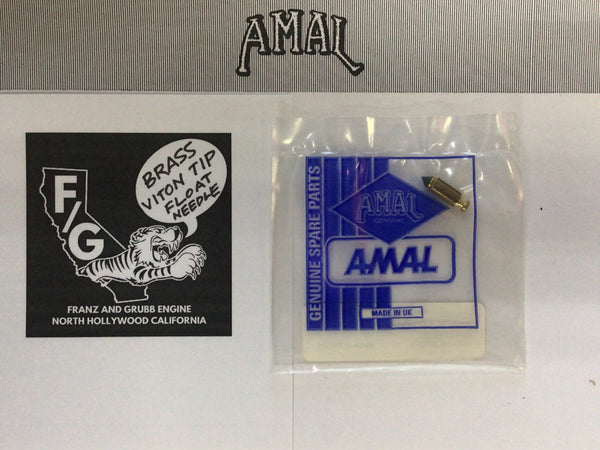 AMAL
BRASS
VITON TIP
FLOAT
NEEDLE
F/G
FRANZ AND GRUBB ENGINE
NORTH HOLLYWOOD CALIFORNIA
GENUINE SPARE PARTS
AMAL
GENUINE
AMAL
MADE IN UK